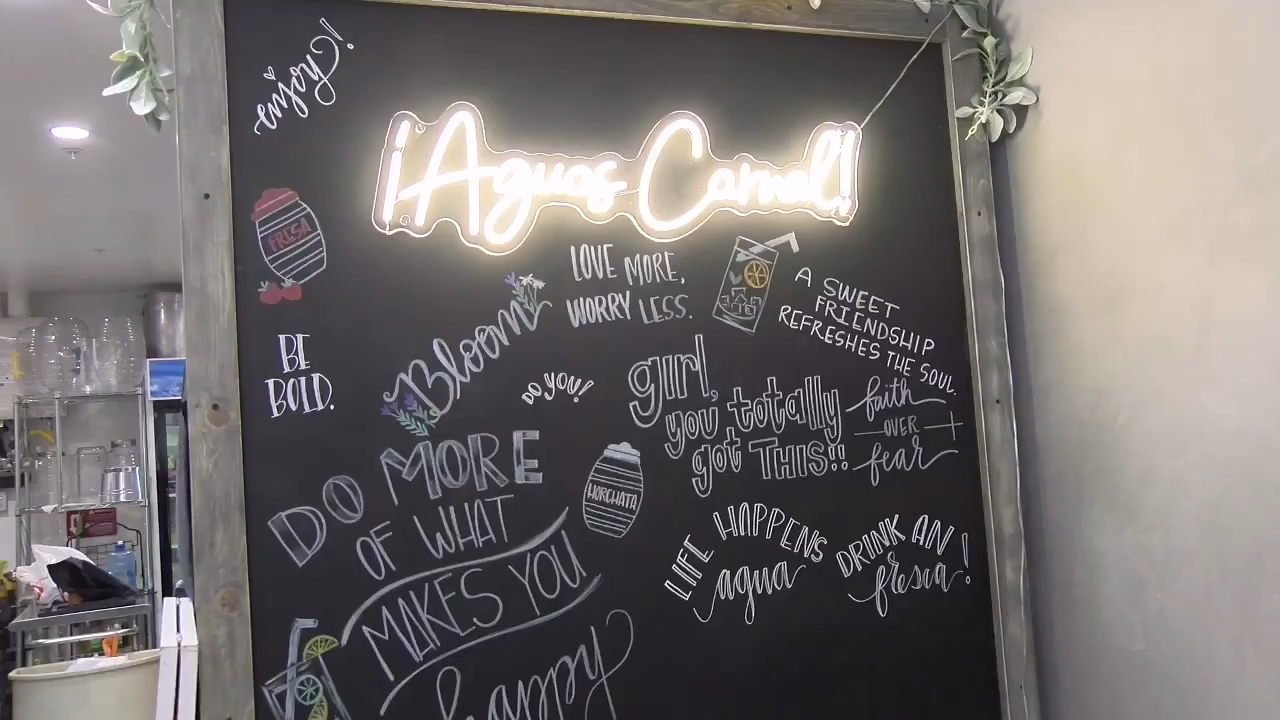 enjoy!
¡Aguas Carmel!
FRESA
LOVE MORE,
WORRY LESS.
A SWEET
FRIENDSHIP
REFRESHES THE SOUL.
BE
BOLD.
Bloom
DO YOU!
girl,
you totally
got THIS!!
faith
OVER
fear
DO MORE
OF WHAT
MAKES YOU
happy
HORCHATA
LIFE HAPPENS
agua
DRINK AN
fresca!